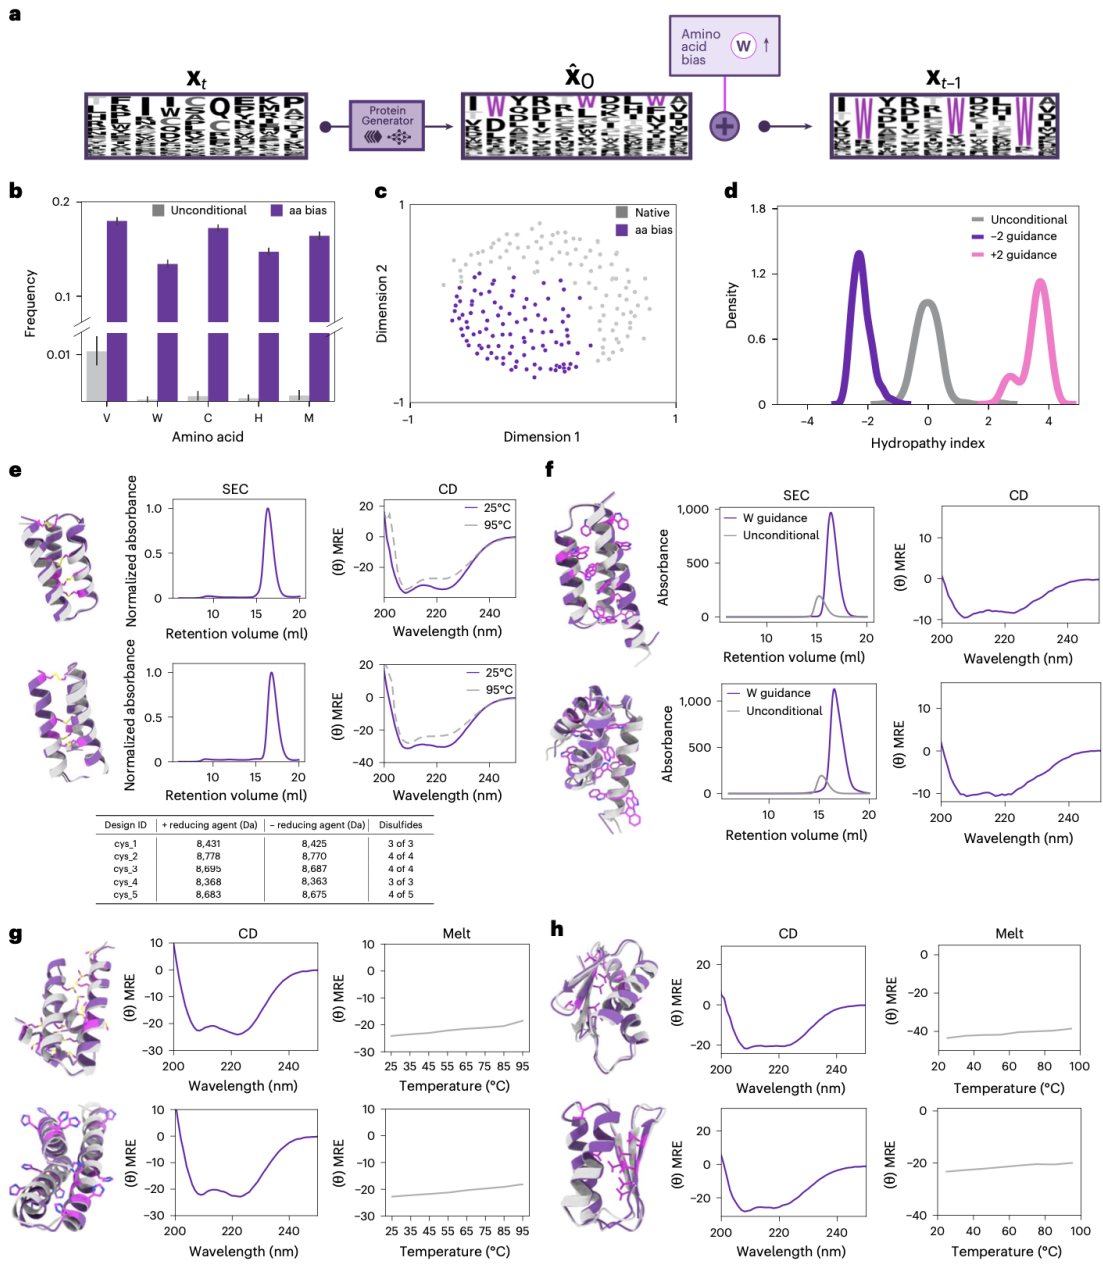 a
Amino
acid
bias
W ↑
x_t
x̂_0
x_t–1
Protein
Generator
b
Unconditional
aa bias
0.2
0.1
0.01
Frequency
V W C H M
Amino acid
c
Native
aa bias
1
–1
–1 1
Dimension 2
Dimension 1
d
Unconditional
–2 guidance
+2 guidance
1.8
1.2
0.6
0
Density
–4 –2 0 2 4
Hydropathy index
e
SEC
Normalized absorbance
1.0
0.5
0
10 15 20
Retention volume (ml)
CD
25°C
95°C
20
0
–20
(θ) MRE
200 220 240
Wavelength (nm)
Normalized absorbance
1.0
0.5
0
10 15 20
Retention volume (ml)
25°C
95°C
20
0
–20
–40
(θ) MRE
200 220 240
Wavelength (nm)
Design ID + reducing agent (Da) – reducing agent (Da) Disulfides
cys_1 8,431 8,425 3 of 3
cys_2 8,778 8,770 4 of 4
cys_3 8,695 8,687 4 of 4
cys_4 8,368 8,363 3 of 3
cys_5 8,683 8,675 4 of 5
f
SEC
W guidance
Unconditional
1,000
500
0
Absorbance
10 15 20
Retention volume (ml)
CD
10
0
–10
(θ) MRE
200 220 240
Wavelength (nm)
W guidance
Unconditional
1,000
500
0
Absorbance
10 15 20
Retention volume (ml)
10
0
–10
(θ) MRE
200 220 240
Wavelength (nm)
g
CD
10
0
–10
–20
–30
(θ) MRE
200 220 240
Wavelength (nm)
Melt
10
0
–10
–20
–30
(θ) MRE
25 35 45 55 65 75 85 95
Temperature (°C)
10
0
–10
–20
–30
(θ) MRE
200 220 240
Wavelength (nm)
10
0
–10
–20
–30
(θ) MRE
25 35 45 55 65 75 85 95
Temperature (°C)
h
CD
20
0
–20
(θ) MRE
200 220 240
Wavelength (nm)
Melt
0
–20
–40
(θ) MRE
20 40 60 80 100
Temperature (°C)
20
0
–20
(θ) MRE
200 220 240
Wavelength (nm)
0
–20
–40
(θ) MRE
20 40 60 80 100
Temperature (°C)